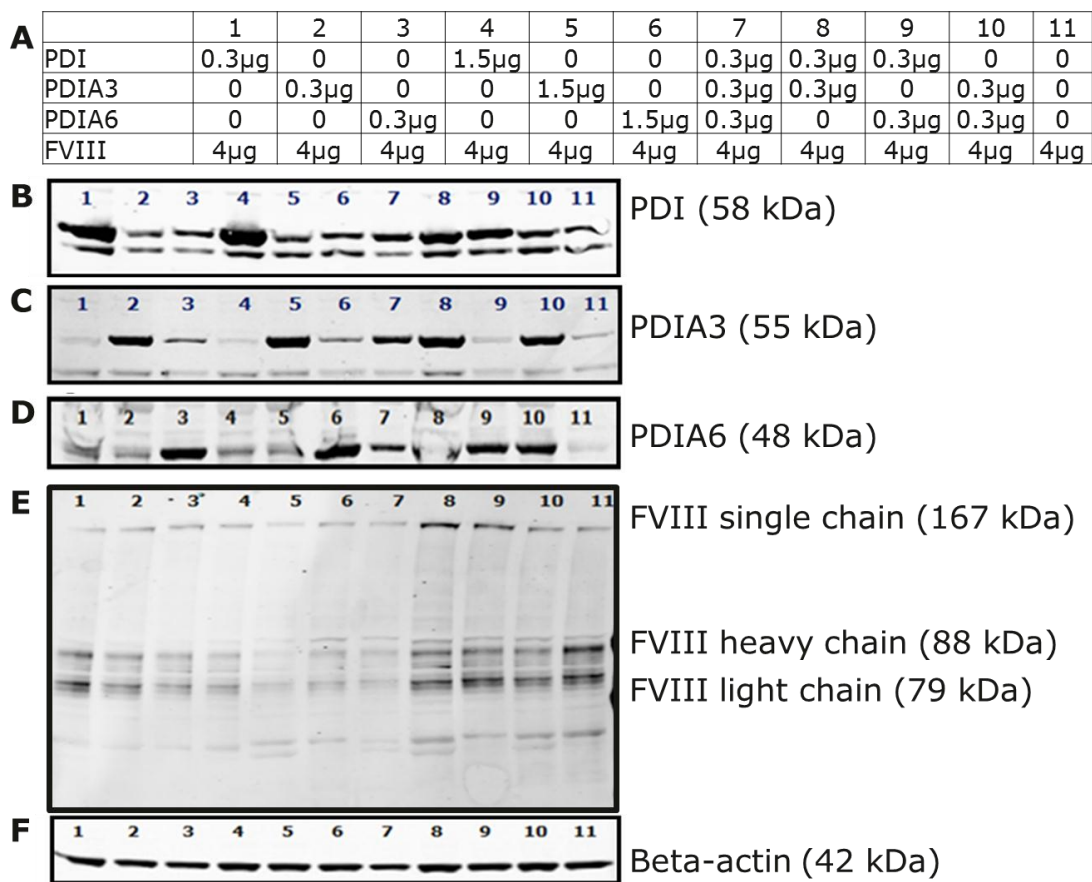 A
1 2 3 4 5 6 7 8 9 10 11
PDI 0.3µg 0 0 1.5µg 0 0 0.3µg 0.3µg 0.3µg 0 0
PDIA3 0 0.3µg 0 0 1.5µg 0 0.3µg 0.3µg 0 0.3µg 0
PDIA6 0 0 0.3µg 0 0 1.5µg 0.3µg 0 0.3µg 0.3µg 0
FVIII 4µg 4µg 4µg 4µg 4µg 4µg 4µg 4µg 4µg 4µg 4µg
B
1 2 3 4 5 6 7 8 9 10 11
PDI (58 kDa)
C
1 2 3 4 5 6 7 8 9 10 11
PDIA3 (55 kDa)
D
1 2 3 4 5 6 7 8 9 10 11
PDIA6 (48 kDa)
E
1 2 3 4 5 6 7 8 9 10 11
FVIII single chain (167 kDa)
FVIII heavy chain (88 kDa)
FVIII light chain (79 kDa)
F
1 2 3 4 5 6 7 8 9 10 11
Beta-actin (42 kDa)